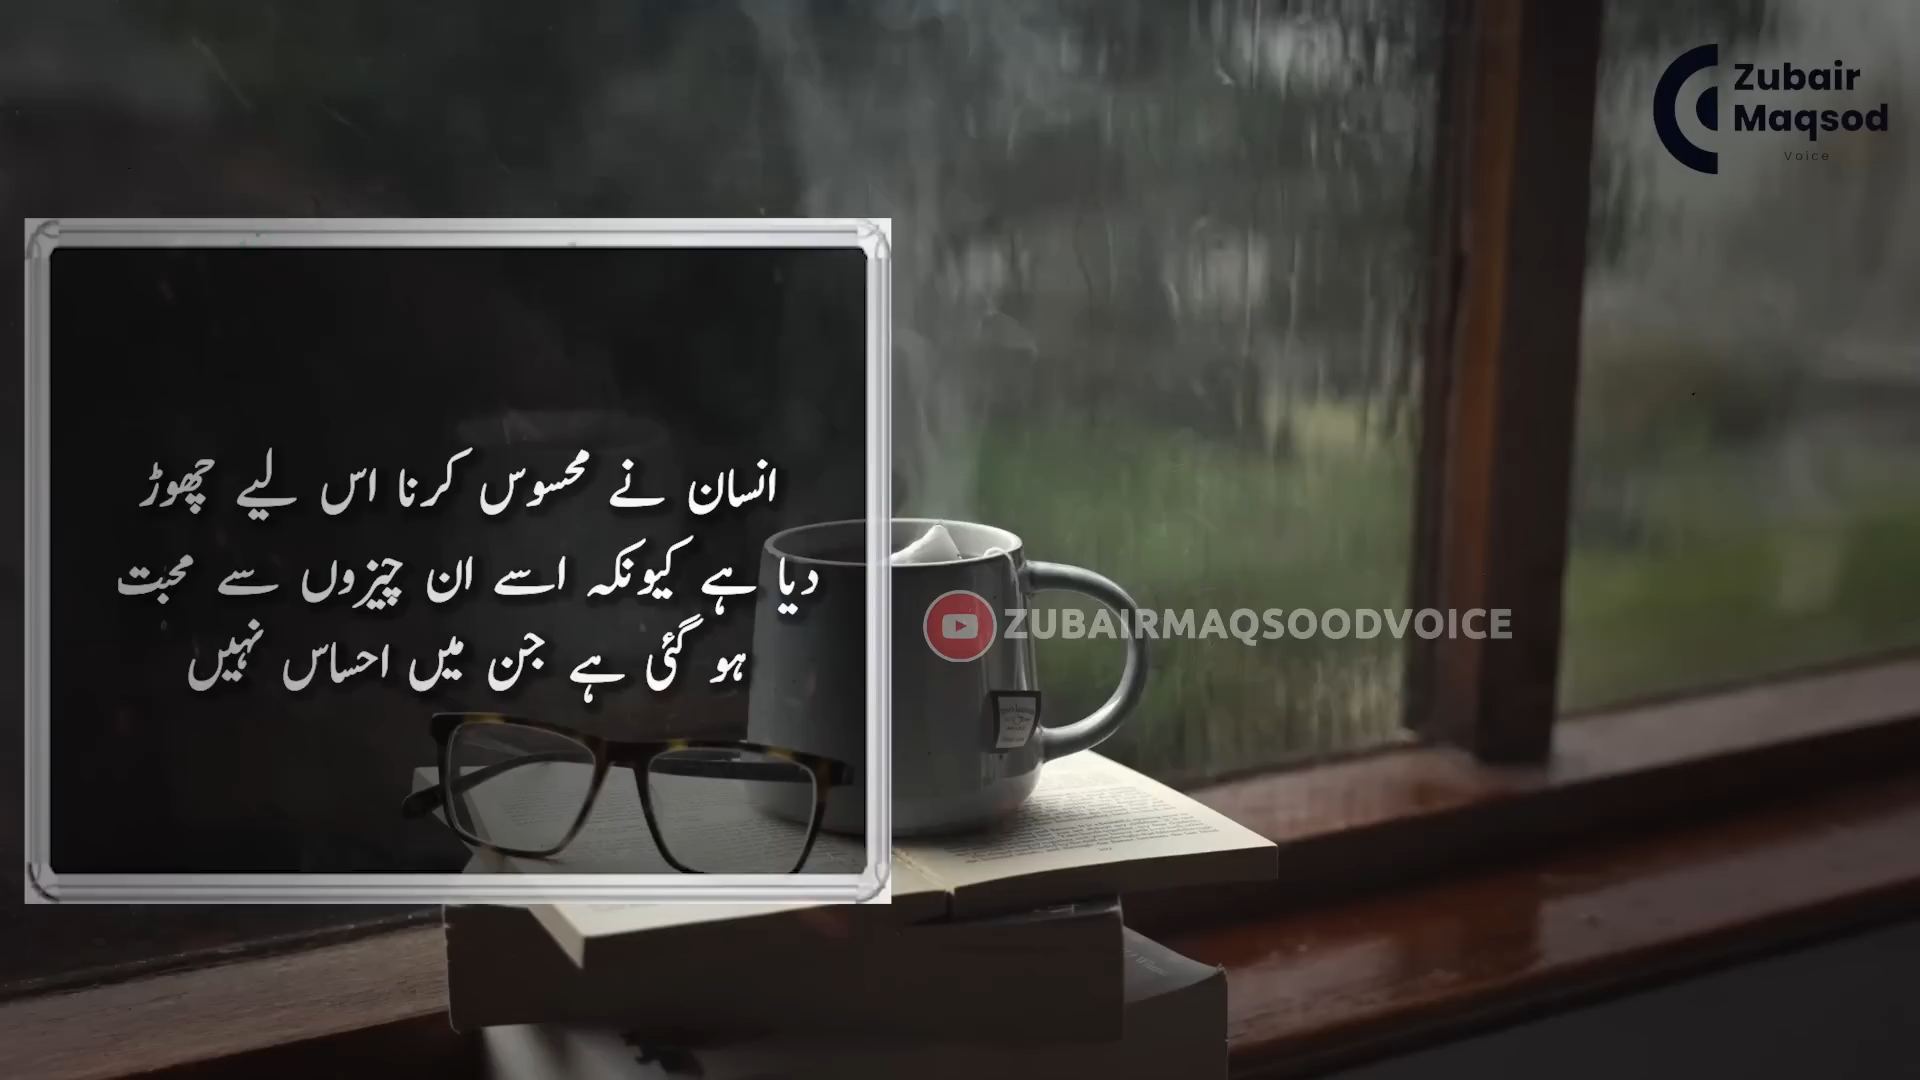 Zubair
Maqsod
Voice
انسان نے محسوس کرنا اس لیے چھوڑ
دیا ہے کیونکہ اسے ان چیزوں سے محبت
ہو گئی ہے جن میں احساس نہیں
ZUBAIRMAQSOODVOICE